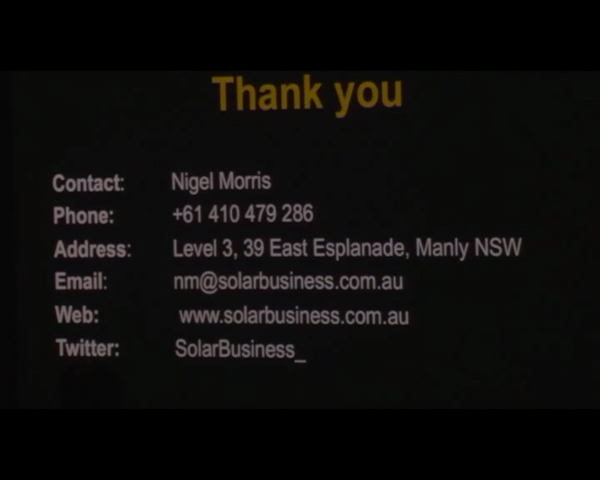 Thank you
Contact: Nigel Morris
Phone: +61 410 479 286
Address: Level 3, 39 East Esplanade, Manly NSW
Email: nm@solarbusiness.com.au
Web: www.solarbusiness.com.au
Twitter: SolarBusiness_